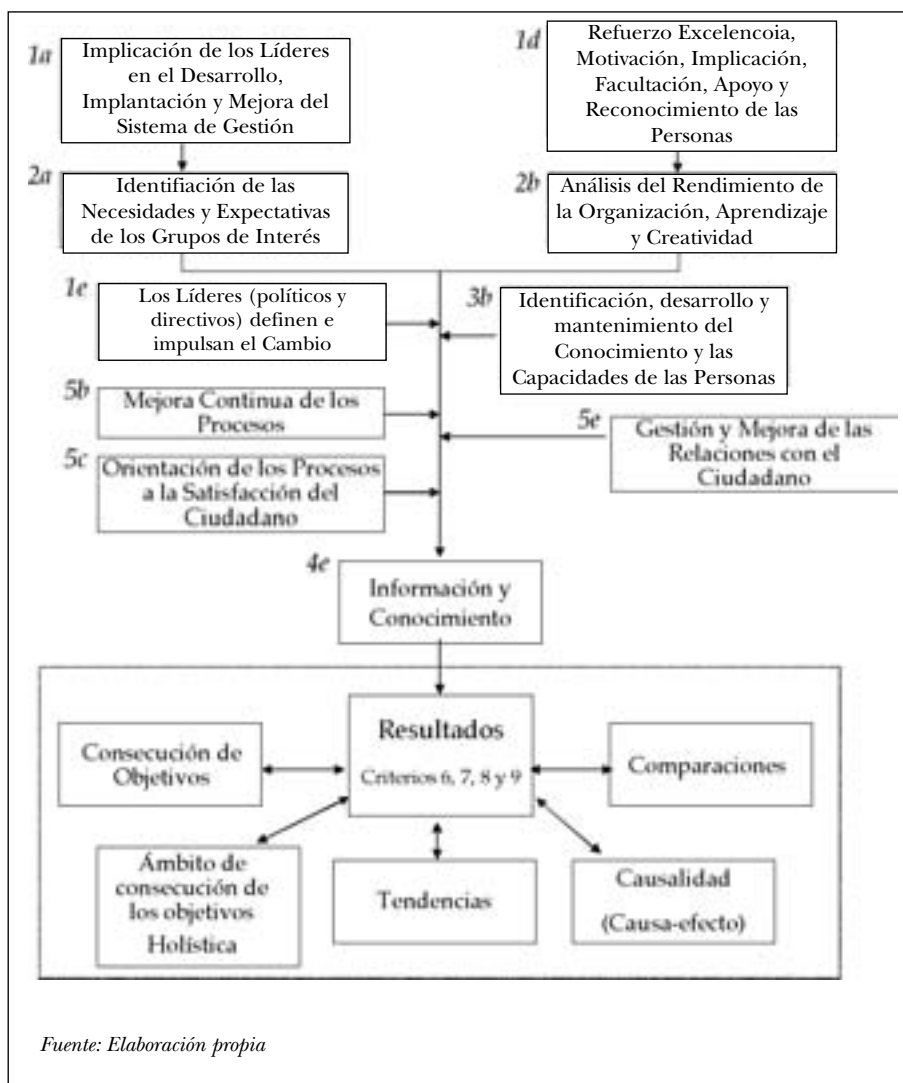 1a
Implicación de los Líderes
en el Desarrollo,
Implantación y Mejora del
Sistema de Gestión
1d
Refuerzo Excelencoia,
Motivación, Implicación,
Facultación, Apoyo y
Reconocimiento de las
Personas
2a
Identifiación de las
Necesidades y Expectativas
de los Grupos de Interés
2b
Análisis del Rendimiento de
la Organización, Aprendizaje
y Creatividad
1e
Los Líderes (políticos y
directivos) definen e
impulsan el Cambio
3b
Identificación, desarrollo y
mantenimiento del
Conocimiento y las
Capacidades de las Personas
5b
Mejora Continua de los
Procesos
5e
Gestión y Mejora de las
Relaciones con el
Ciudadano
5c
Orientación de los Procesos
a la Satisfacción del
Ciudadano
4e
Información y
Conocimiento
Resultados
Criterios 6, 7, 8 y 9
Consecución de
Objetivos
Comparaciones
Ámbito de
consecución de
los objetivos
Holística
Tendencias
Causalidad
(Causa-efecto)
Fuente: Elaboración propia